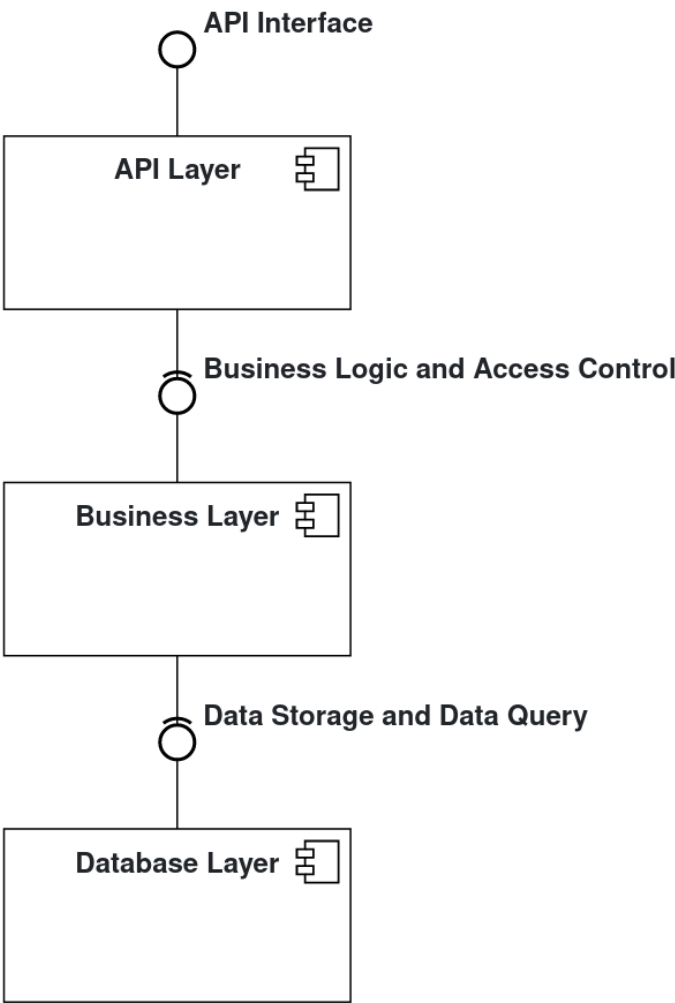 API Interface
API Layer
Business Logic and Access Control
Business Layer
Data Storage and Data Query
Database Layer